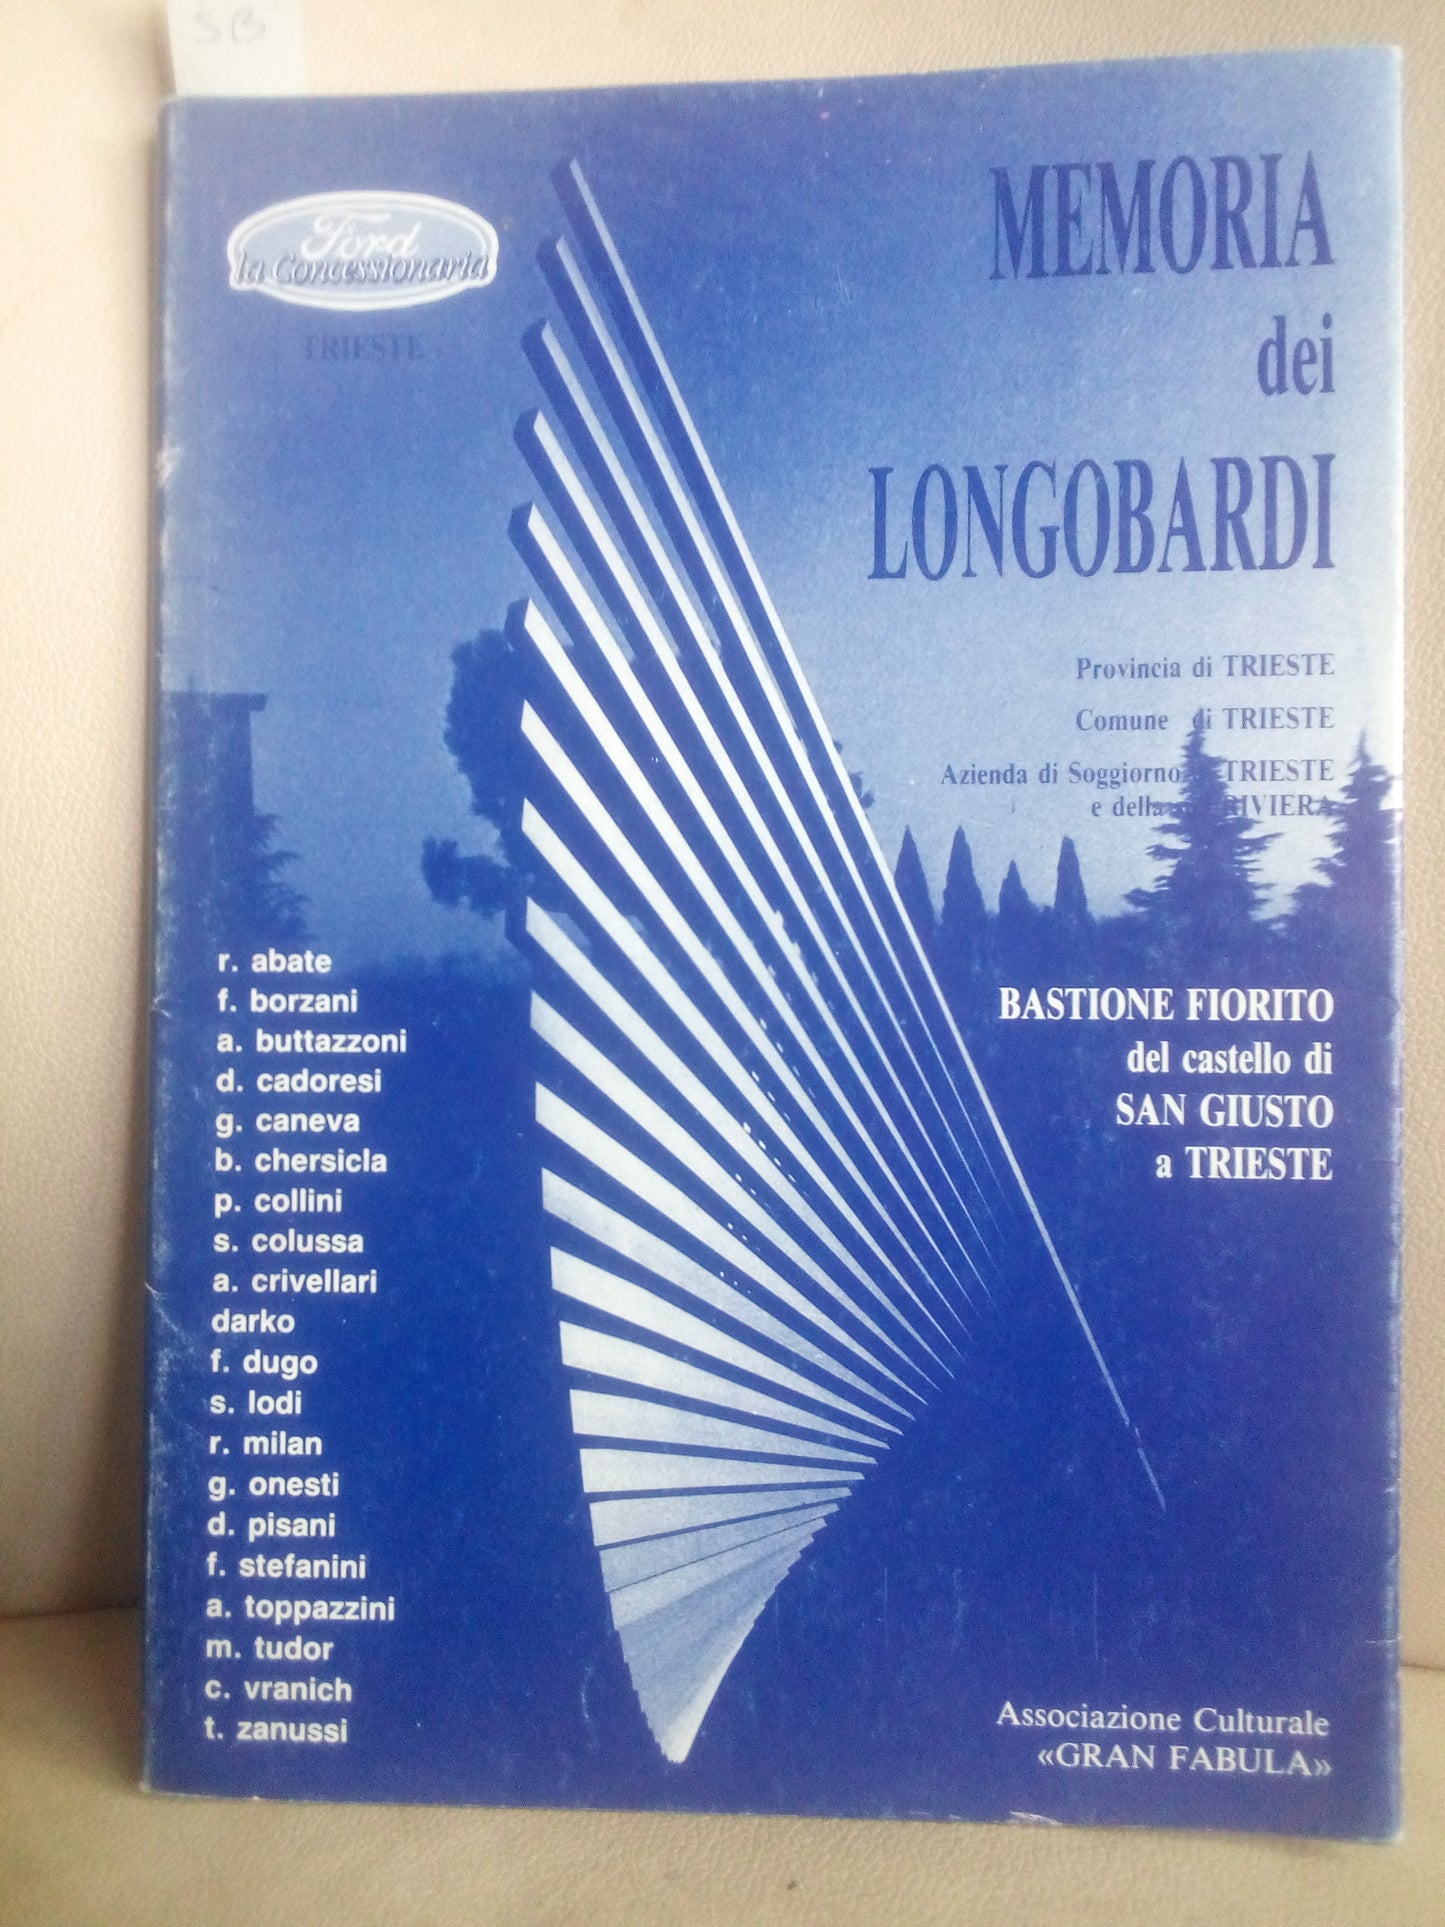 SB
Ford
la Concessionaria
TRIESTE
MEMORIA
dei
LONGOBARDI
Provincia di TRIESTE
Comune di TRIESTE
Azienda di Soggiorno TRIESTE
e della RIVIERA
r. abate
f. borzani
a. buttazzoni
d. cadoresi
g. caneva
b. chersicla
p. collini
s. colussa
a. crivellari
darko
f. dugo
s. lodi
r. milan
g. onesti
d. pisani
f. stefanini
a. toppazzini
m. tudor
c. vranich
t. zanussi
BASTIONE FIORITO
del castello di
SAN GIUSTO
a TRIESTE
Associazione Culturale
«GRAN FABULA»